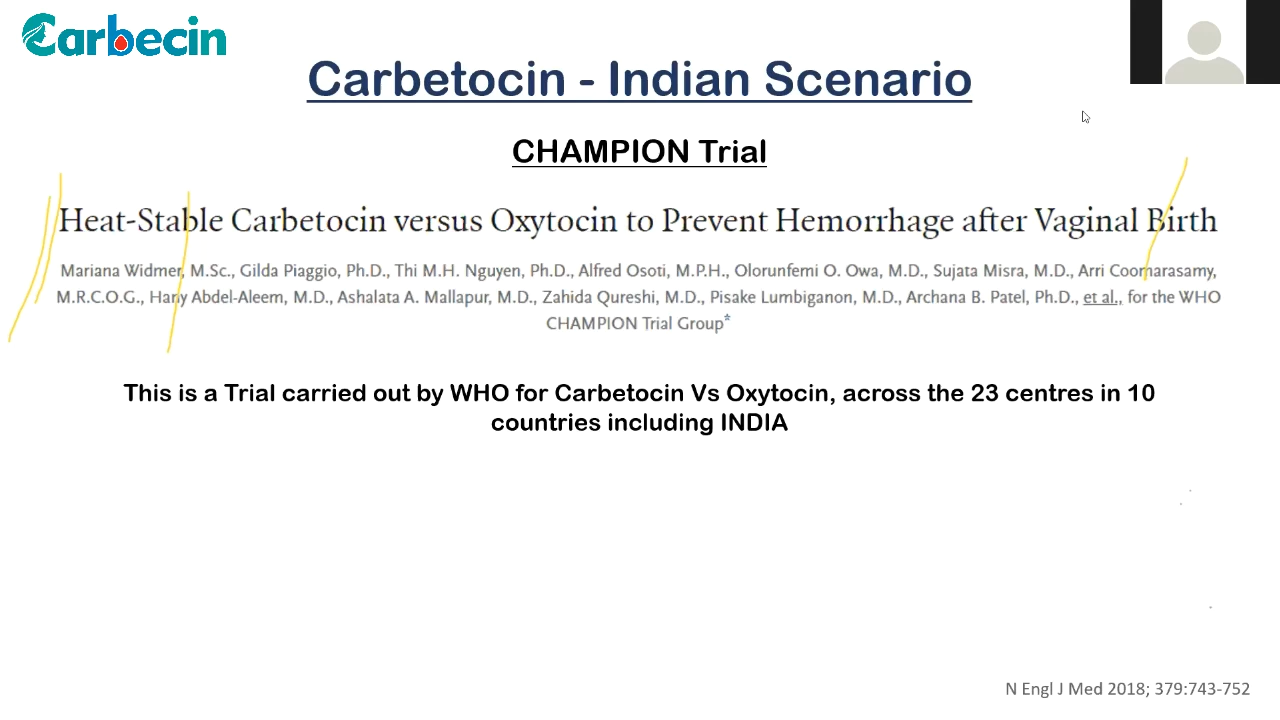 Carbecin
Carbetocin - Indian Scenario
CHAMPION Trial
Heat-Stable Carbetocin versus Oxytocin to Prevent Hemorrhage after Vaginal Birth
Mariana Widmer, M.Sc., Gilda Piaggio, Ph.D., Thi M.H. Nguyen, Ph.D., Alfred Osoti, M.P.H., Olorunfemi O. Owa, M.D., Sujata Misra, M.D., Arri Coomarasamy,
M.R.C.O.G., Hany Abdel-Aleem, M.D., Ashalata A. Mallapur, M.D., Zahida Qureshi, M.D., Pisake Lumbiganon, M.D., Archana B. Patel, Ph.D., et al., for the WHO
CHAMPION Trial Group*
This is a Trial carried out by WHO for Carbetocin Vs Oxytocin, across the 23 centres in 10
countries including INDIA
N Engl J Med 2018; 379:743-752